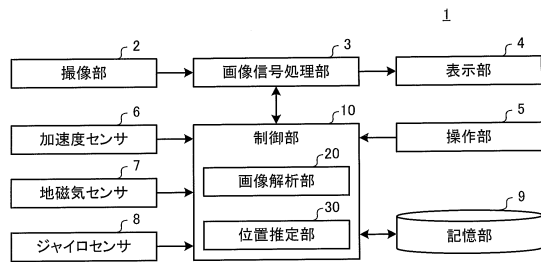 1
2
撮像部
3
画像信号処理部
4
表示部
6
加速度センサ
10
制御部
5
操作部
7
地磁気センサ
20
画像解析部
8
ジャイロセンサ
30
位置推定部
9
記憶部